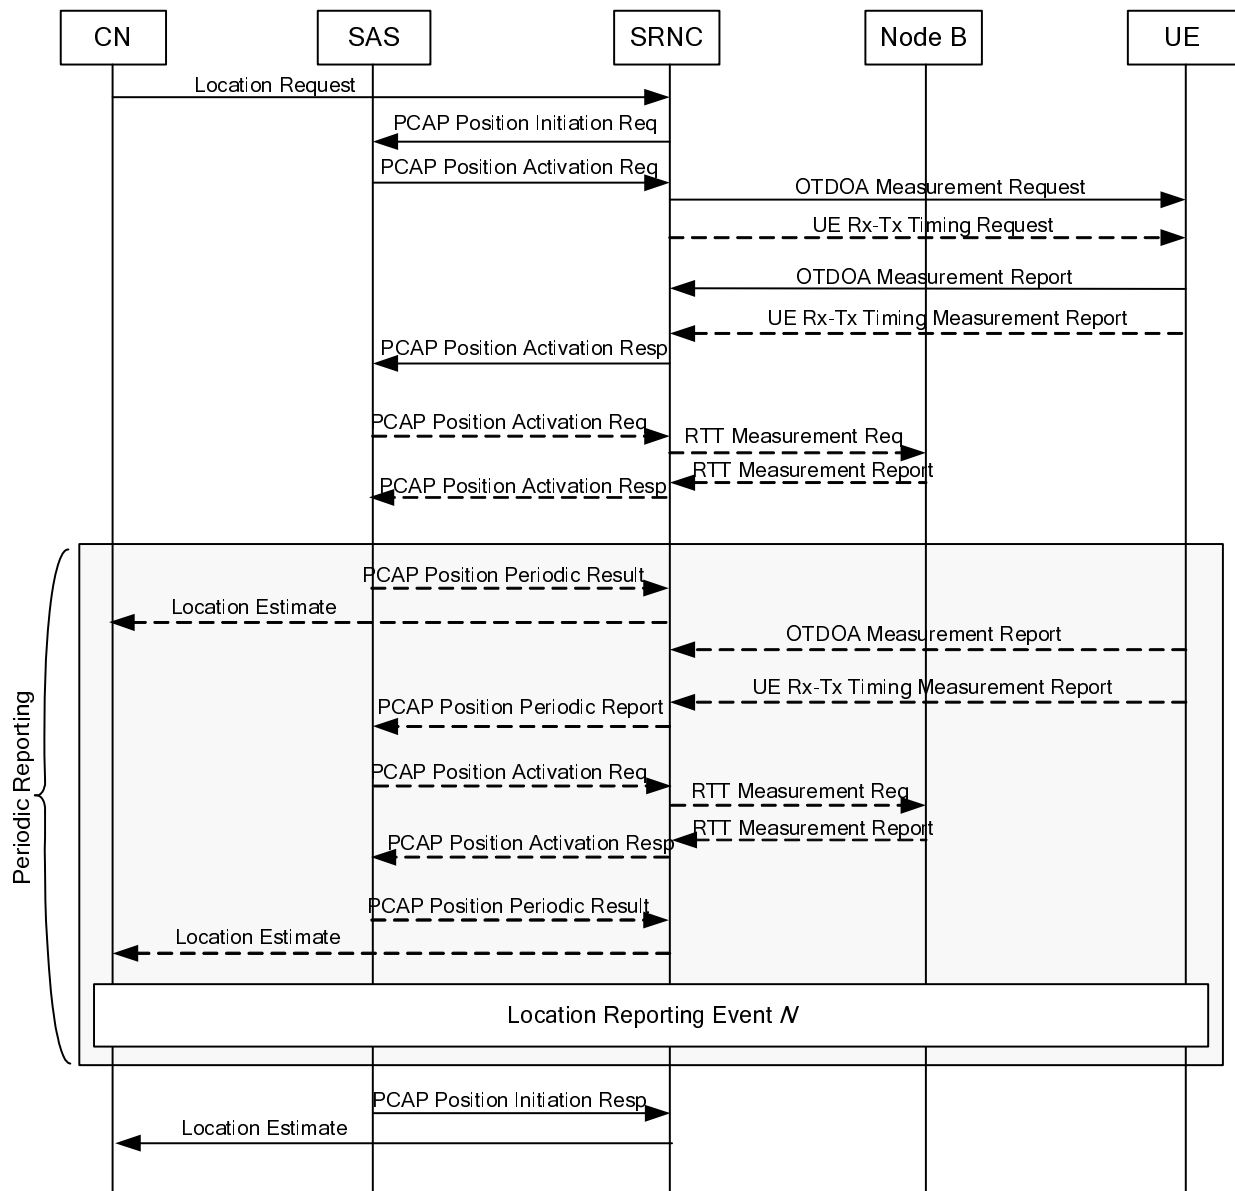 CN
SAS
SRNC
Node B
UE
Location Request
PCAP Position Initiation Req
PCAP Position Activation Req
OTDOA Measurement Request
UE Rx-Tx Timing Request
OTDOA Measurement Report
UE Rx-Tx Timing Measurement Report
PCAP Position Activation Resp
PCAP Position Activation Req
RTT Measurement Req
RTT Measurement Report
PCAP Position Activation Resp
Periodic Reporting
PCAP Position Periodic Result
Location Estimate
OTDOA Measurement Report
UE Rx-Tx Timing Measurement Report
PCAP Position Periodic Report
PCAP Position Activation Req
RTT Measurement Req
RTT Measurement Report
PCAP Position Activation Resp
PCAP Position Periodic Result
Location Estimate
Location Reporting Event N
PCAP Position Initiation Resp
Location Estimate